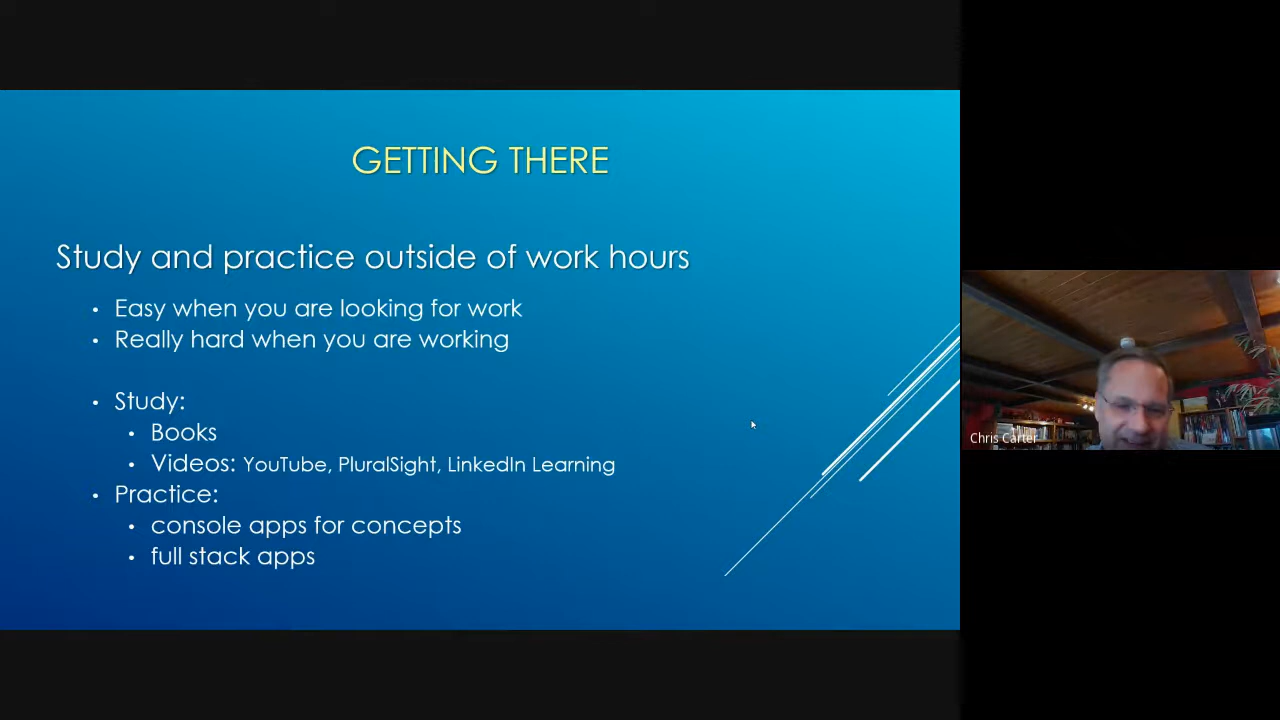 GETTING THERE
Study and practice outside of work hours
• Easy when you are looking for work
• Really hard when you are working
• Study:
• Books
• Videos: YouTube, PluralSight, LinkedIn Learning
• Practice:
• console apps for concepts
• full stack apps
Chris Carter